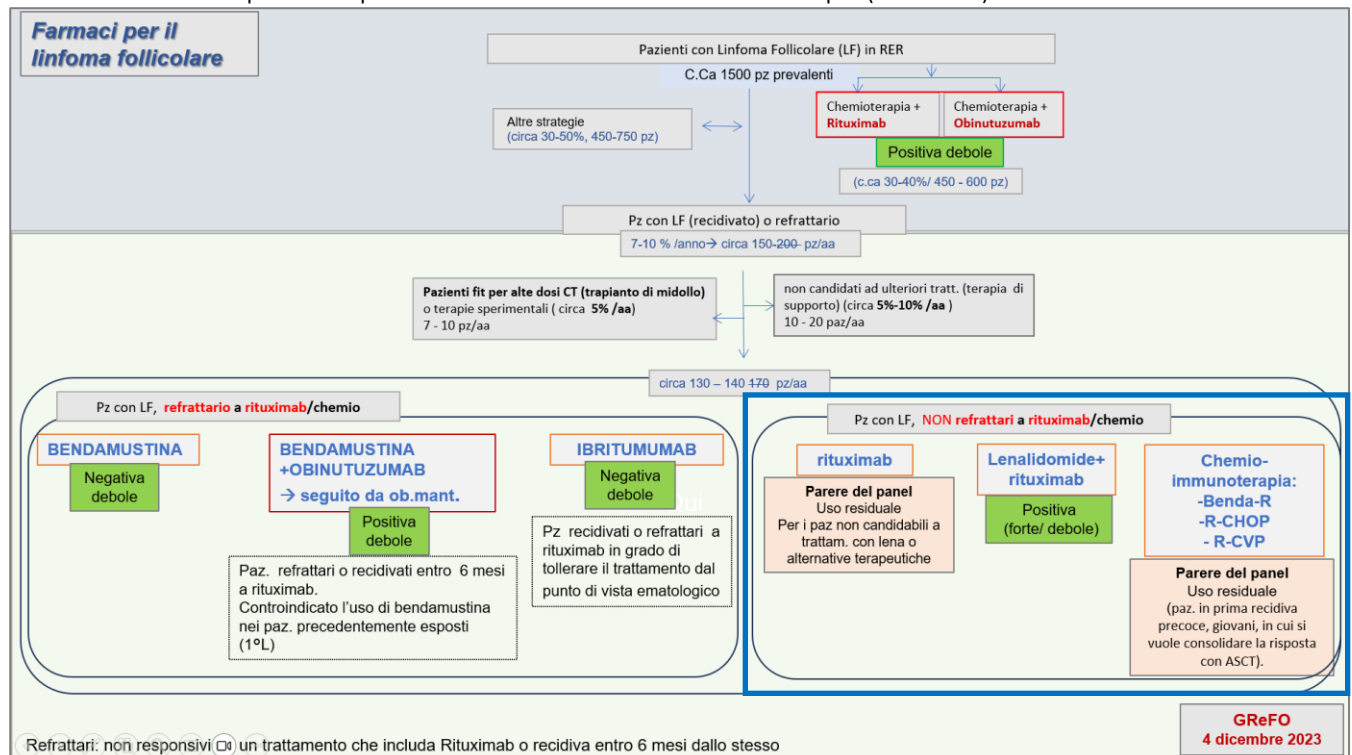 Farmaci per il
linfoma follicolare
Pazienti con Linfoma Follicolare (LF) in RER
C.Ca 1500 pz prevalenti
Altre strategie
(circa 30-50%, 450-750 pz)
Chemioterapia +
Rituximab
Chemioterapia +
Obinutuzumab
Positiva debole
(c.ca 30-40%/ 450 - 600 pz)
Pz con LF (recidivato) o refrattario
7-10 % /anno→ circa 150-200- pz/aa
Pazienti fit per alte dosi CT (trapianto di midollo)
o terapie sperimentali ( circa 5% /aa)
7 - 10 pz/aa
non candidati ad ulteriori tratt. (terapia di
supporto) (circa 5%-10% /aa )
10 - 20 paz/aa
circa 130 – 140 170 pz/aa
Pz con LF, refrattario a rituximab/chemio
BENDAMUSTINA
Negativa
debole
BENDAMUSTINA
+OBINUTUZUMAB
→ seguito da ob.mant.
Positiva
debole
Paz. refrattari o recidivati entro 6 mesi
a rituximab.
Controindicato l'uso di bendamustina
nei paz. precedentemente esposti
(1°L)
IBRITUMUMAB
Negativa
debole
Pz recidivati o refrattari a
rituximab in grado di
tollerare il trattamento dal
punto di vista ematologico
Pz con LF, NON refrattari a rituximab/chemio
rituximab
Parere del panel
Uso residuale
Per i paz non candidabili a
trattam. con lena o
alternative terapeutiche
Lenalidomide+
rituximab
Positiva
(forte/ debole)
Chemio-
immunoterapia:
-Benda-R
-R-CHOP
- R-CVP
Parere del panel
Uso residuale
(paz. in prima recidiva
precoce, giovani, in cui si
vuole consolidare la risposta
con ASCT).
GReFO
4 dicembre 2023
Refrattari: non responsivi un trattamento che includa Rituximab o recidiva entro 6 mesi dallo stesso